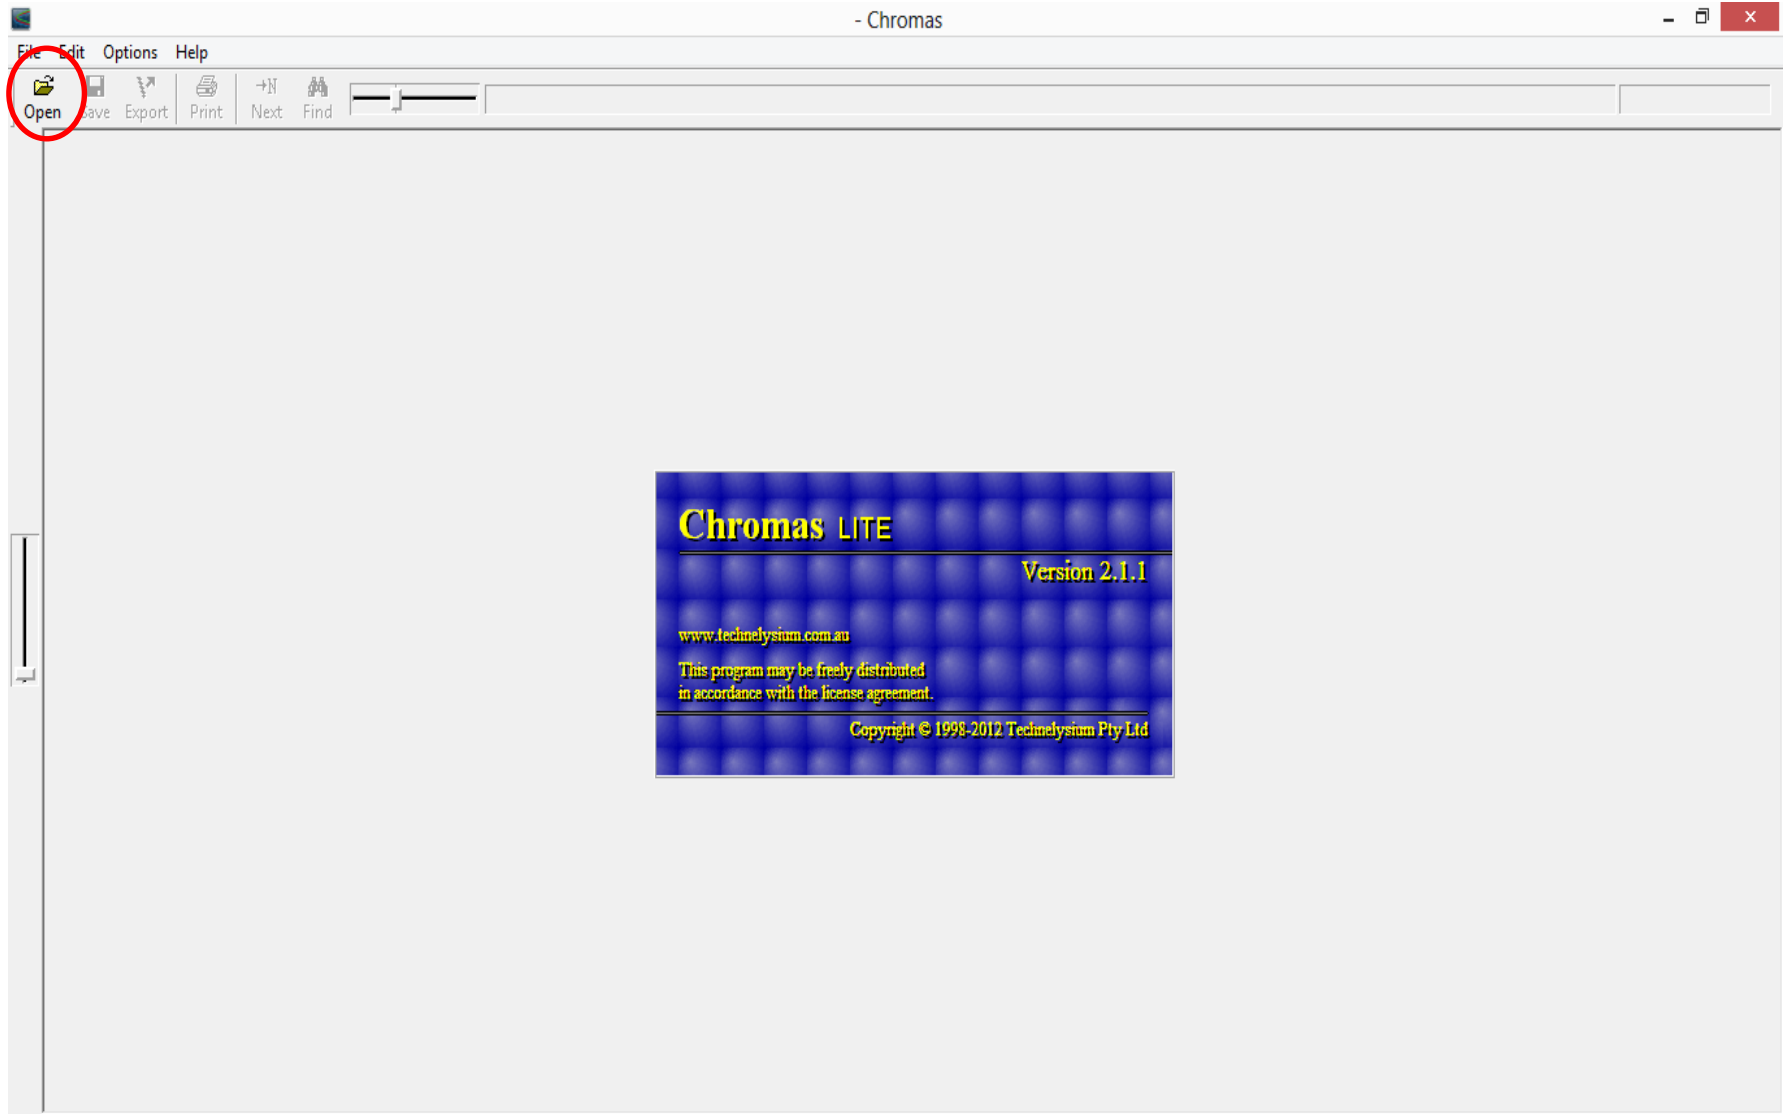 - Chromas
File Edit Options Help
Open Save Export Print →N Next Find
Chromas LITE
Version 2.1.1
www.technelysium.com.au
This program may be freely distributed
in accordance with the license agreement.
Copyright © 1998-2012 Technelysium Pty Ltd